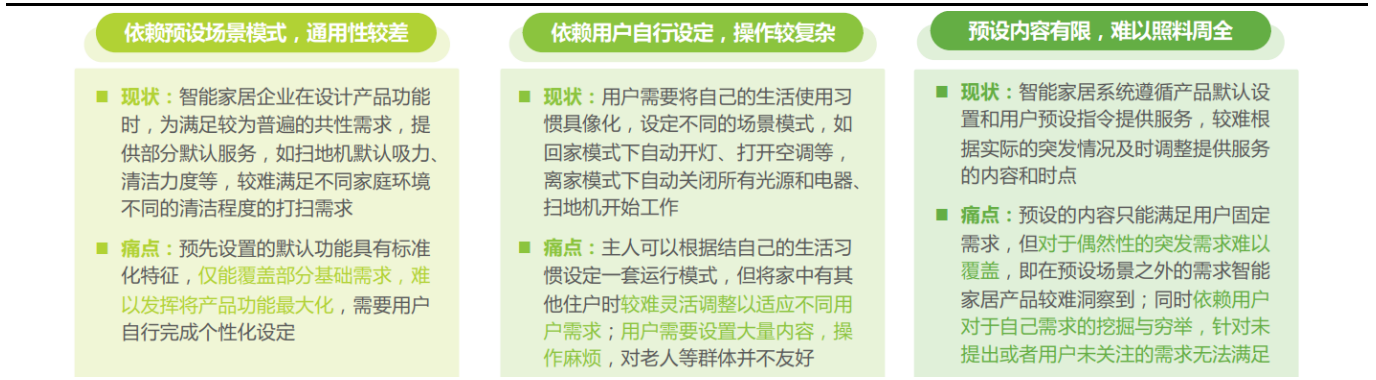 依赖预设场景模式，通用性较差
■ 现状：智能家居企业在设计产品功能
时，为满足较为普遍的共性需求，提
供部分默认服务，如扫地机默认吸力、
清洁力度等，较难满足不同家庭环境
不同的清洁程度的打扫需求
■ 痛点：预先设置的默认功能具有标准
化特征，仅能覆盖部分基础需求，难
以发挥将产品功能最大化，需要用户
自行完成个性化设定
依赖用户自行设定，操作较复杂
■ 现状：用户需要将自己的生活使用习
惯具像化，设定不同的场景模式，如
回家模式下自动开灯、打开空调等，
离家模式下自动关闭所有光源和电器、
扫地机开始工作
■ 痛点：主人可以根据结自己的生活习
惯设定一套运行模式，但将家中有其
他住户时较难灵活调整以适应不同用
户需求；用户需要设置大量内容，操
作麻烦，对老人等群体并不友好
预设内容有限，难以照料周全
■ 现状：智能家居系统遵循产品默认设
置和用户预设指令提供服务，较难根
据实际的突发情况及时调整提供服务
的内容和时点
■ 痛点：预设的内容只能满足用户固定
需求，但对于偶然性的突发需求难以
覆盖，即在预设场景之外的需求智能
家居产品较难洞察到；同时依赖用户
对于自己需求的挖掘与穷举，针对未
提出或者用户未关注的需求无法满足